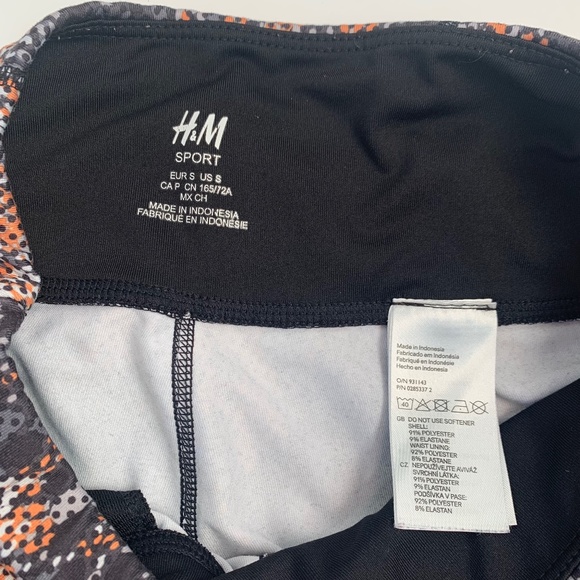 H&M
SPORT
EUR S US S
CA P CN 165/72A
MX CH
MADE IN INDONESIA
FABRIQUÉ EN INDONÉSIE
Made in Indonesia
Fabricado em Indonésia
Fabriqué en Indonésie
Hecho en Indonesia
O/N 931143
P/N 0285337 2
40
GB DO NOT USE SOFTENER
SHELL:
91% POLYESTER
9% ELASTANE
WAIST LINING:
92% POLYESTER
8% ELASTANE
CZ NEPOUŽÍVEJTE AVIVÁŽ.
SVRCHNÍ LÁTKA:
91% POLYESTER
9% ELASTAN
PODŠÍVKA V PASE:
92% POLYESTER
8% ELASTAN